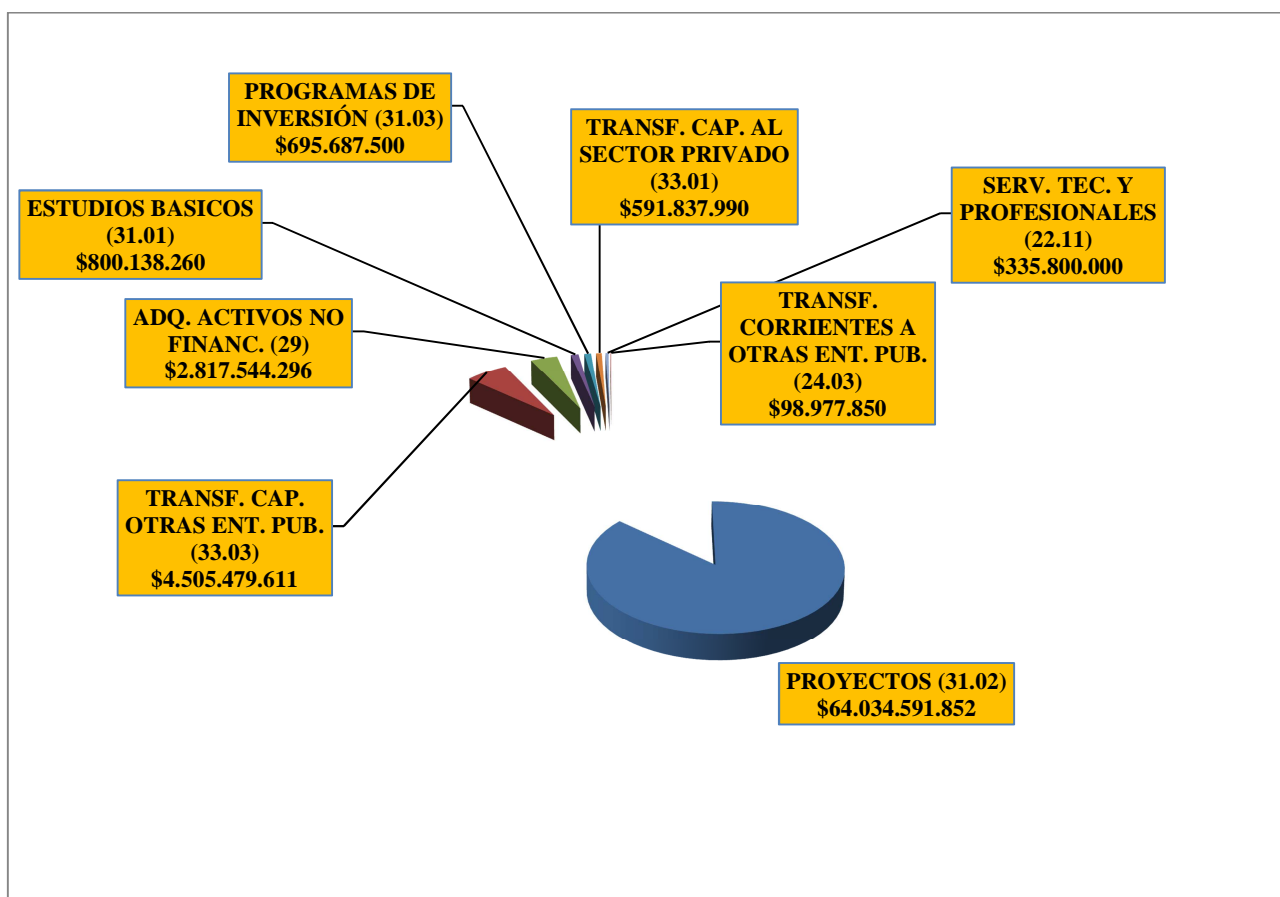 PROGRAMAS DE
INVERSIÓN (31.03)
$695.687.500
TRANSF. CAP. AL
SECTOR PRIVADO
(33.01)
$591.837.990
SERV. TEC. Y
PROFESIONALES
(22.11)
$335.800.000
ESTUDIOS BASICOS
(31.01)
$800.138.260
TRANSF.
CORRIENTES A
OTRAS ENT. PUB.
(24.03)
$98.977.850
ADQ. ACTIVOS NO
FINANC. (29)
$2.817.544.296
TRANSF. CAP.
OTRAS ENT. PUB.
(33.03)
$4.505.479.611
PROYECTOS (31.02)
$64.034.591.852